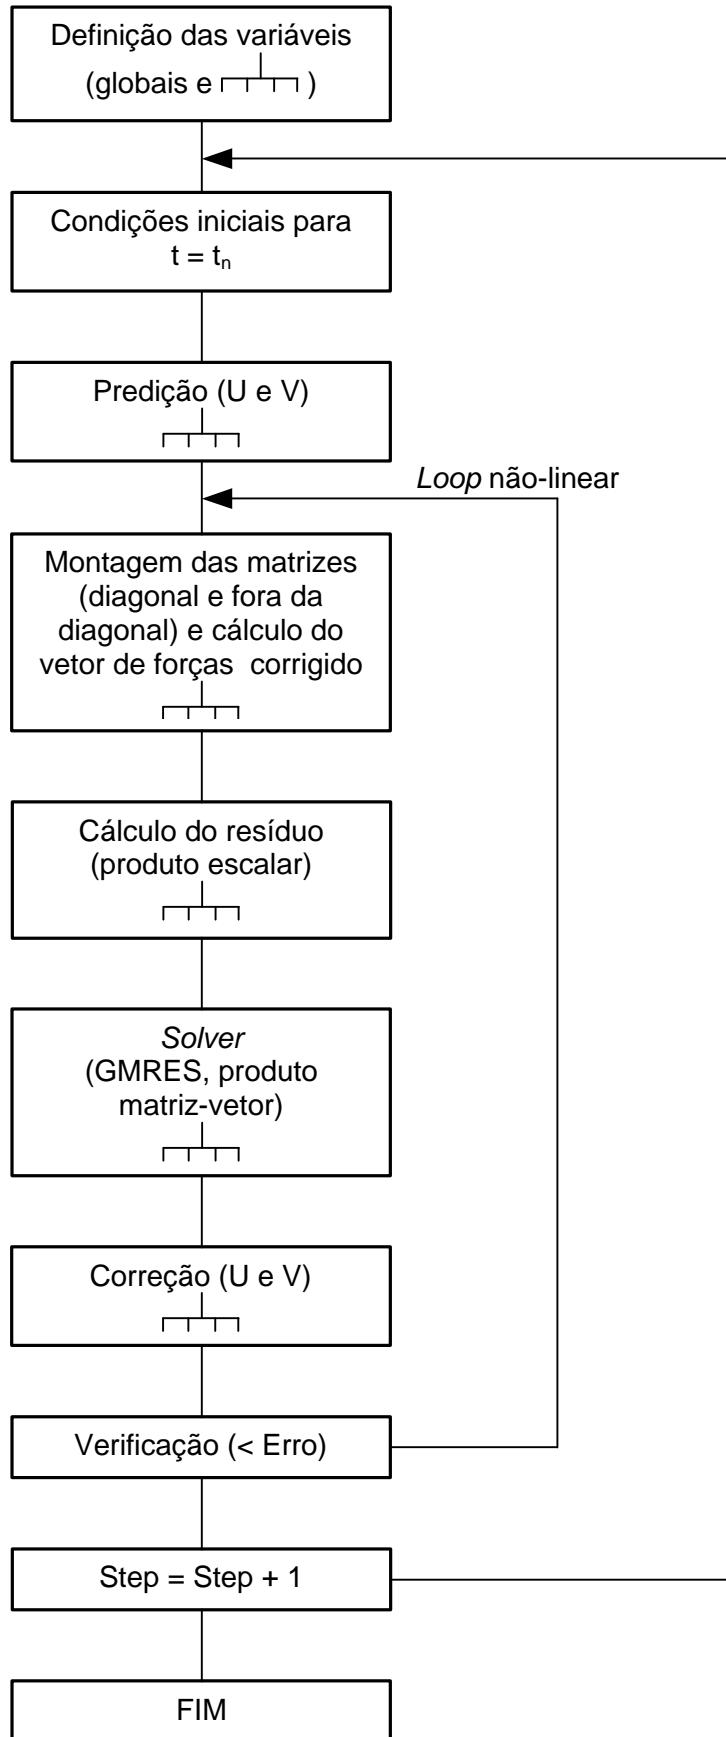 Definição das variáveis
(globais e )
Condições iniciais para
t = tn
Predição (U e V)
Loop não-linear
Montagem das matrizes
(diagonal e fora da
diagonal) e cálculo do
vetor de forças corrigido
Cálculo do resíduo
(produto escalar)
Solver
(GMRES, produto
matriz-vetor)
Correção (U e V)
Verificação (< Erro)
Step = Step + 1
FIM